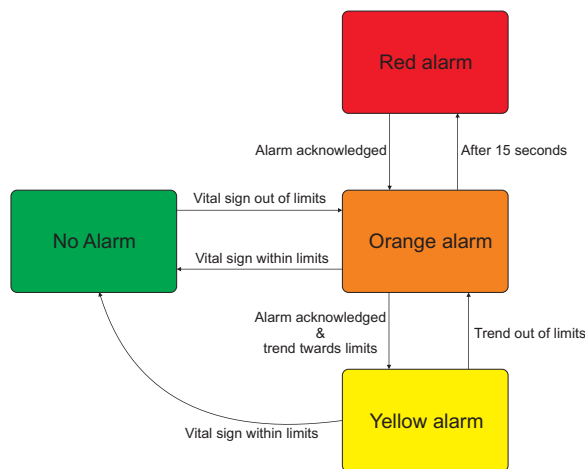 Red alarm
Alarm acknowledged
After 15 seconds
Vital sign out of limits
No Alarm
Orange alarm
Vital sign within limits
Alarm acknowledged
&
trend twards limits
Trend out of limits
Yellow alarm
Vital sign within limits